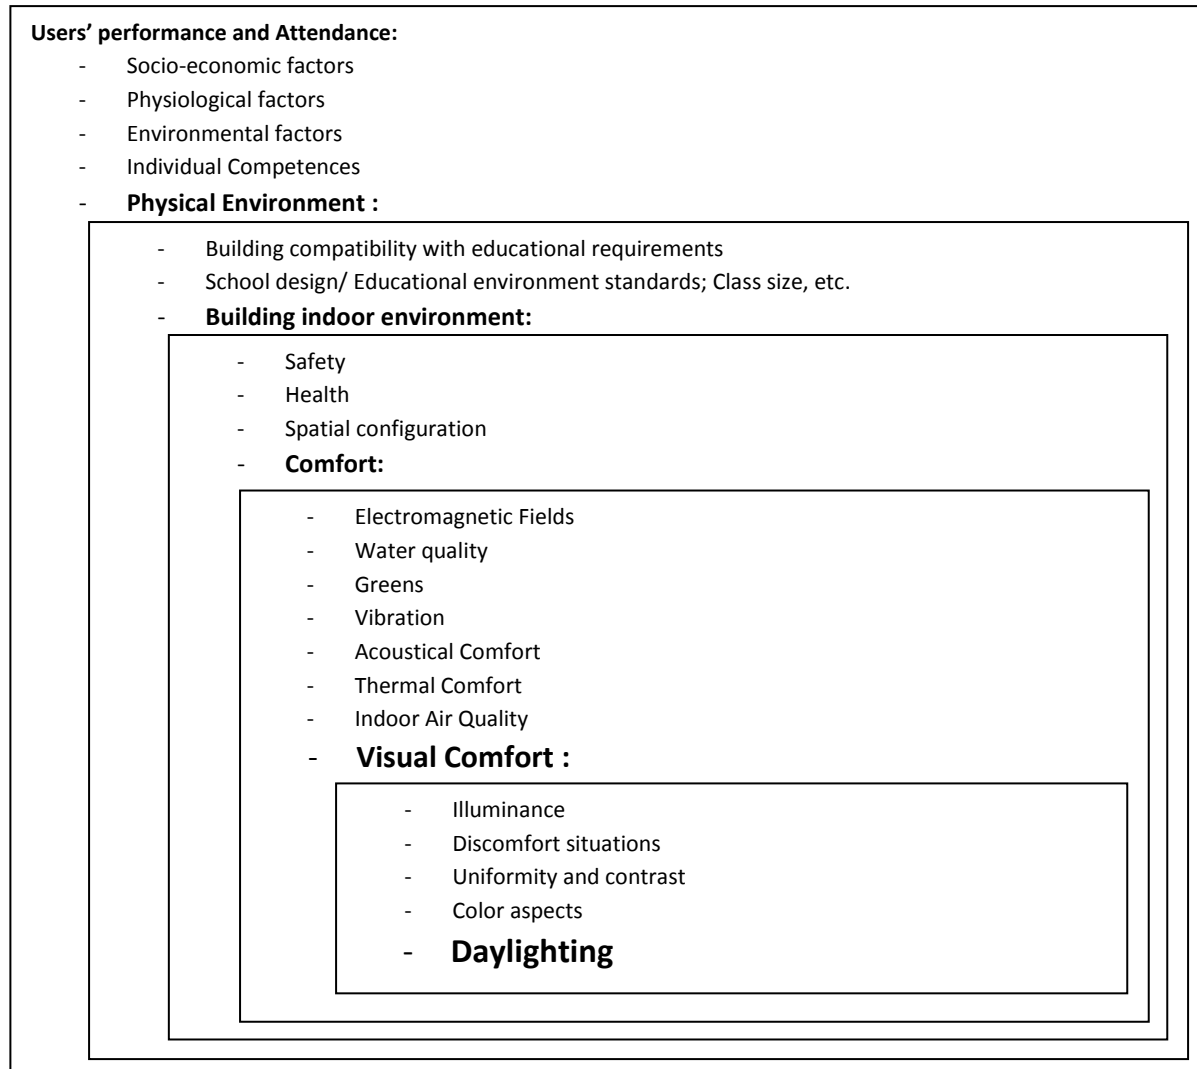 Users’ performance and Attendance:
- Socio-economic factors
- Physiological factors
- Environmental factors
- Individual Competences
- Physical Environment :
- Building compatibility with educational requirements
- School design/ Educational environment standards; Class size, etc.
- Building indoor environment:
- Safety
- Health
- Spatial configuration
- Comfort:
- Electromagnetic Fields
- Water quality
- Greens
- Vibration
- Acoustical Comfort
- Thermal Comfort
- Indoor Air Quality
- Visual Comfort :
- Illuminance
- Discomfort situations
- Uniformity and contrast
- Color aspects
- Daylighting